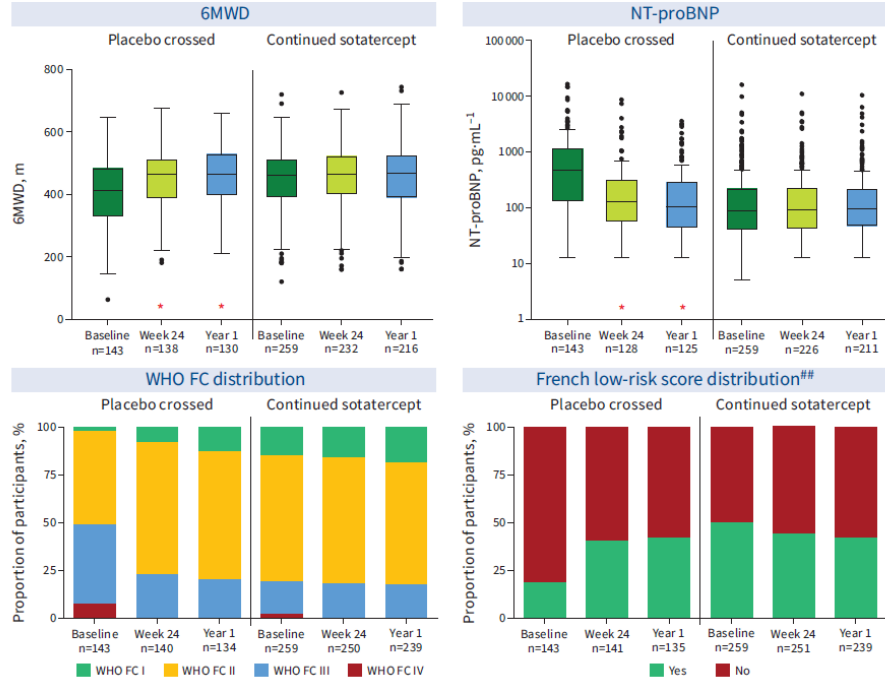 6MWD
Placebo crossed Continued sotatercept
6MWD, m
800
600
400
200
0
* *
Baseline Week 24 Year 1 Baseline Week 24 Year 1
n=143 n=138 n=130 n=259 n=232 n=216
NT-proBNP
Placebo crossed Continued sotatercept
NT-proBNP, pg·mL⁻¹
100 000
10 000
1000
100
10
1
* *
Baseline Week 24 Year 1 Baseline Week 24 Year 1
n=143 n=128 n=125 n=259 n=226 n=211
WHO FC distribution
Placebo crossed Continued sotatercept
Proportion of participants, %
100
75
50
25
0
Baseline Week 24 Year 1 Baseline Week 24 Year 1
n=143 n=140 n=134 n=259 n=250 n=239
WHO FC I WHO FC II WHO FC III WHO FC IV
French low-risk score distribution##
Placebo crossed Continued sotatercept
Proportion of participants, %
100
75
50
25
0
Baseline Week 24 Year 1 Baseline Week 24 Year 1
n=143 n=141 n=135 n=259 n=251 n=239
Yes No